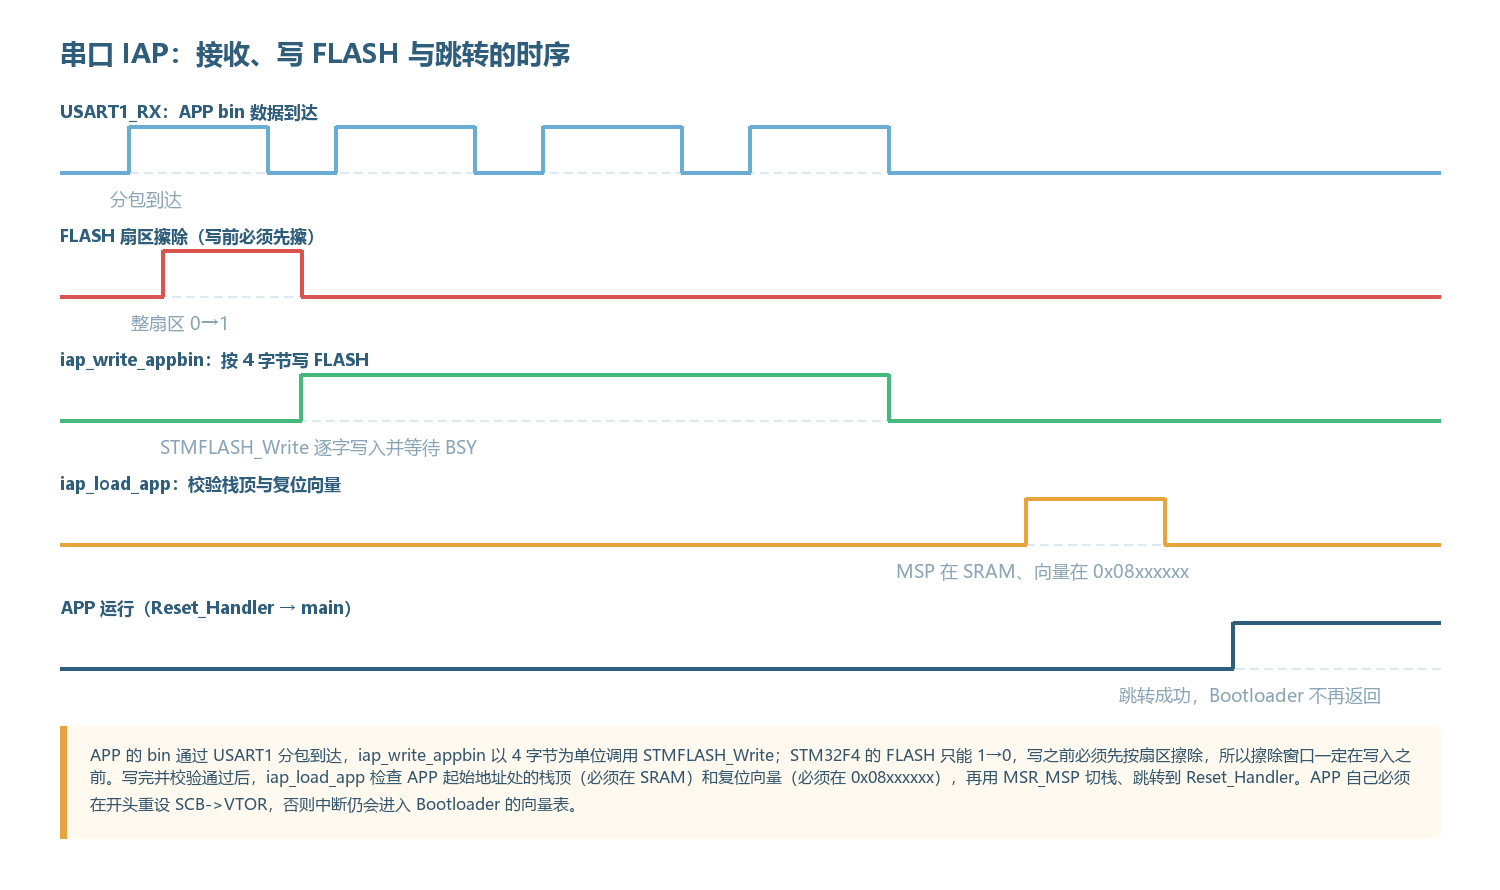 串口 IAP：接收、写 FLASH 与跳转的时序
USART1_RX：APP bin 数据到达
分包到达
FLASH 扇区擦除（写前必须先擦）
整扇区 0→1
iap_write_appbin：按 4 字节写 FLASH
STMFLASH_Write 逐字写入并等待 BSY
iap_load_app：校验栈顶与复位向量
MSP 在 SRAM、向量在 0x08xxxxxx
APP 运行（Reset_Handler → main）
跳转成功，Bootloader 不再返回
APP 的 bin 通过 USART1 分包到达，iap_write_appbin 以 4 字节为单位调用 STMFLASH_Write；STM32F4 的 FLASH 只能 1→0，写之前必须先按扇区擦除，所以擦除窗口一定在写入之
前。写完并校验通过后，iap_load_app 检查 APP 起始地址处的栈顶（必须在 SRAM）和复位向量（必须在 0x08xxxxxx），再用 MSR_MSP 切栈、跳转到 Reset_Handler。APP 自己必须
在开头重设 SCB->VTOR，否则中断仍会进入 Bootloader 的向量表。